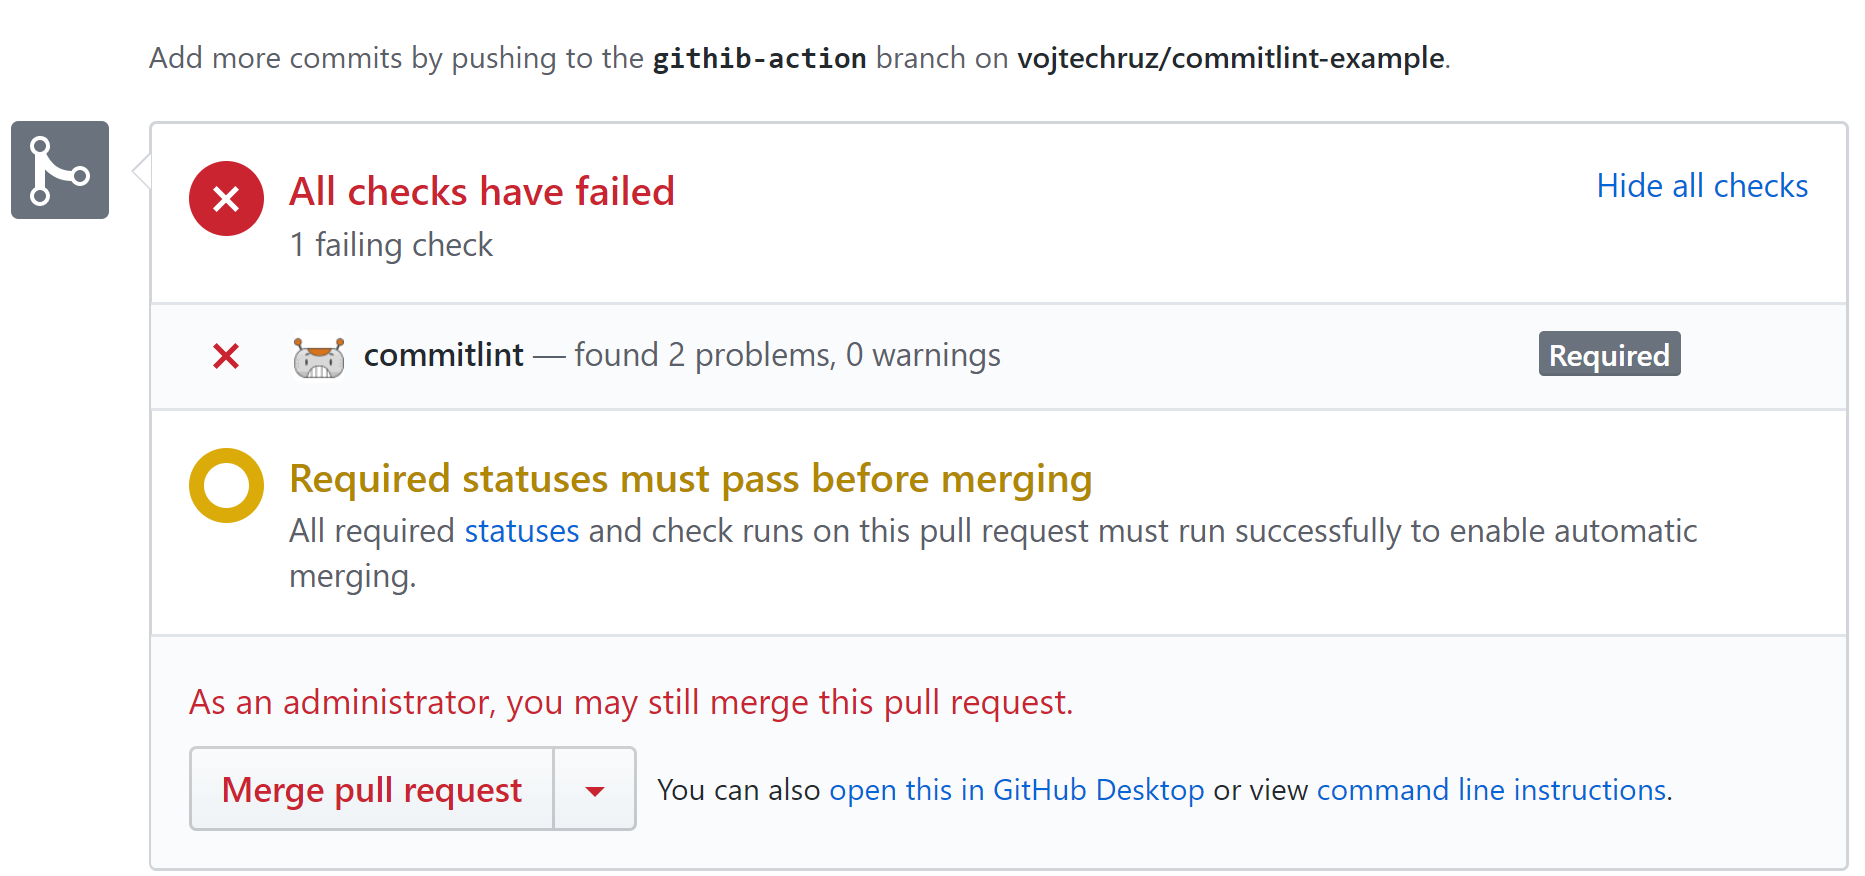 Add more commits by pushing to the githib-action branch on vojtechruz/commitlint-example.
All checks have failed
Hide all checks
1 failing check
commitlint — found 2 problems, 0 warnings
Required
Required statuses must pass before merging
All required statuses and check runs on this pull request must run successfully to enable automatic
merging.
As an administrator, you may still merge this pull request.
Merge pull request
You can also open this in GitHub Desktop or view command line instructions.